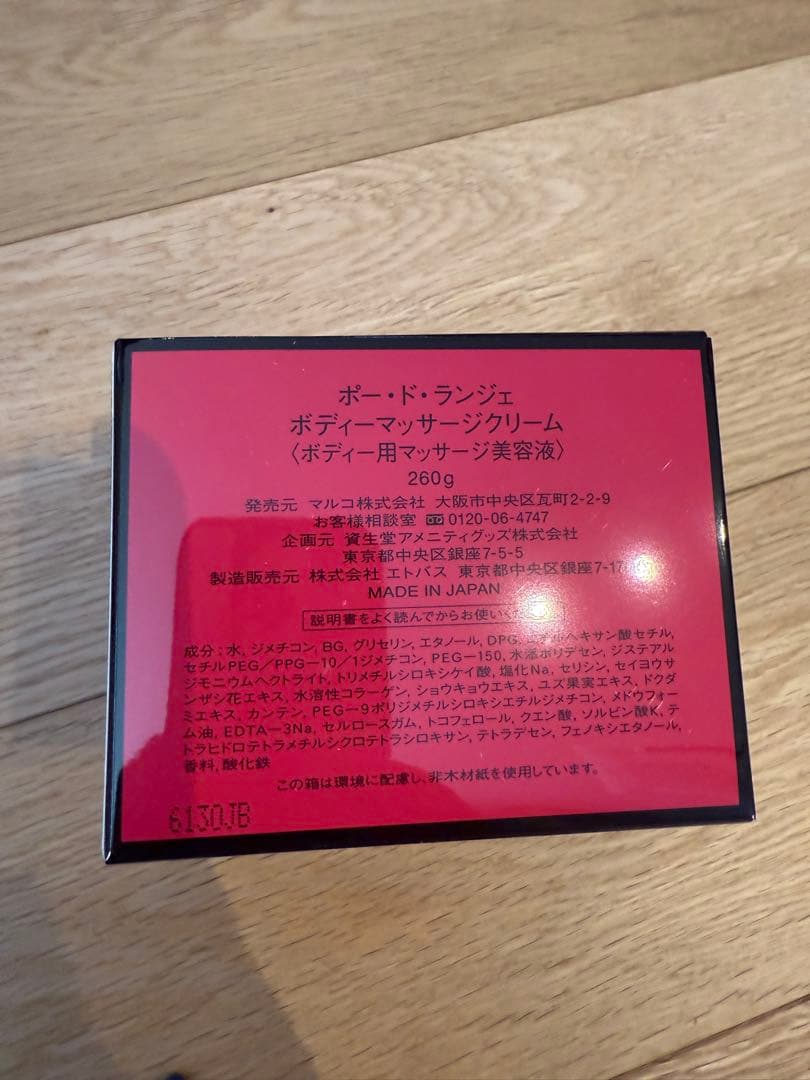 ポー・ド・ランジェ
ボディーマッサージクリーム
〈ボディー用マッサージ美容液〉
260g
発売元 マルコ株式会社 大阪市中央区瓦町2-2-9
お客様相談室 0120-06-4747
企画元 資生堂アメニティグッズ株式会社
東京都中央区銀座7-5-5
製造販売元 株式会社 エトバス 東京都中央区銀座7-17
MADE IN JAPAN
説明書をよく読んでからお使い
成分：水, ジメチコン, BG, グリセリン, エタノール, DPG, エチルヘキサン酸セチル,
セチルPEG／PPG－10／1ジメチコン, PEG－150, 水添ポリデセン, ジステアル
ジモニウムヘクトライト, トリメチルシロキシケイ酸, 塩化Na, セリシン, セイヨウサ
ンザシ花エキス, 水溶性コラーゲン, ショウキョウエキス, ユズ果実エキス, ドクダ
ミエキス, カンテン, PEG－9ポリジメチルシロキシエチルジメチコン, メドウフォー
ム油, EDTA－3Na, セルロースガム, トコフェロール, クエン酸, ソルビン酸K, テ
トラヒドロテトラメチルシクロテトラシロキサン, テトラデセン, フェノキシエタノール,
香料, 酸化鉄
この箱は環境に配慮し, 非木材紙を使用しています。
6130JB